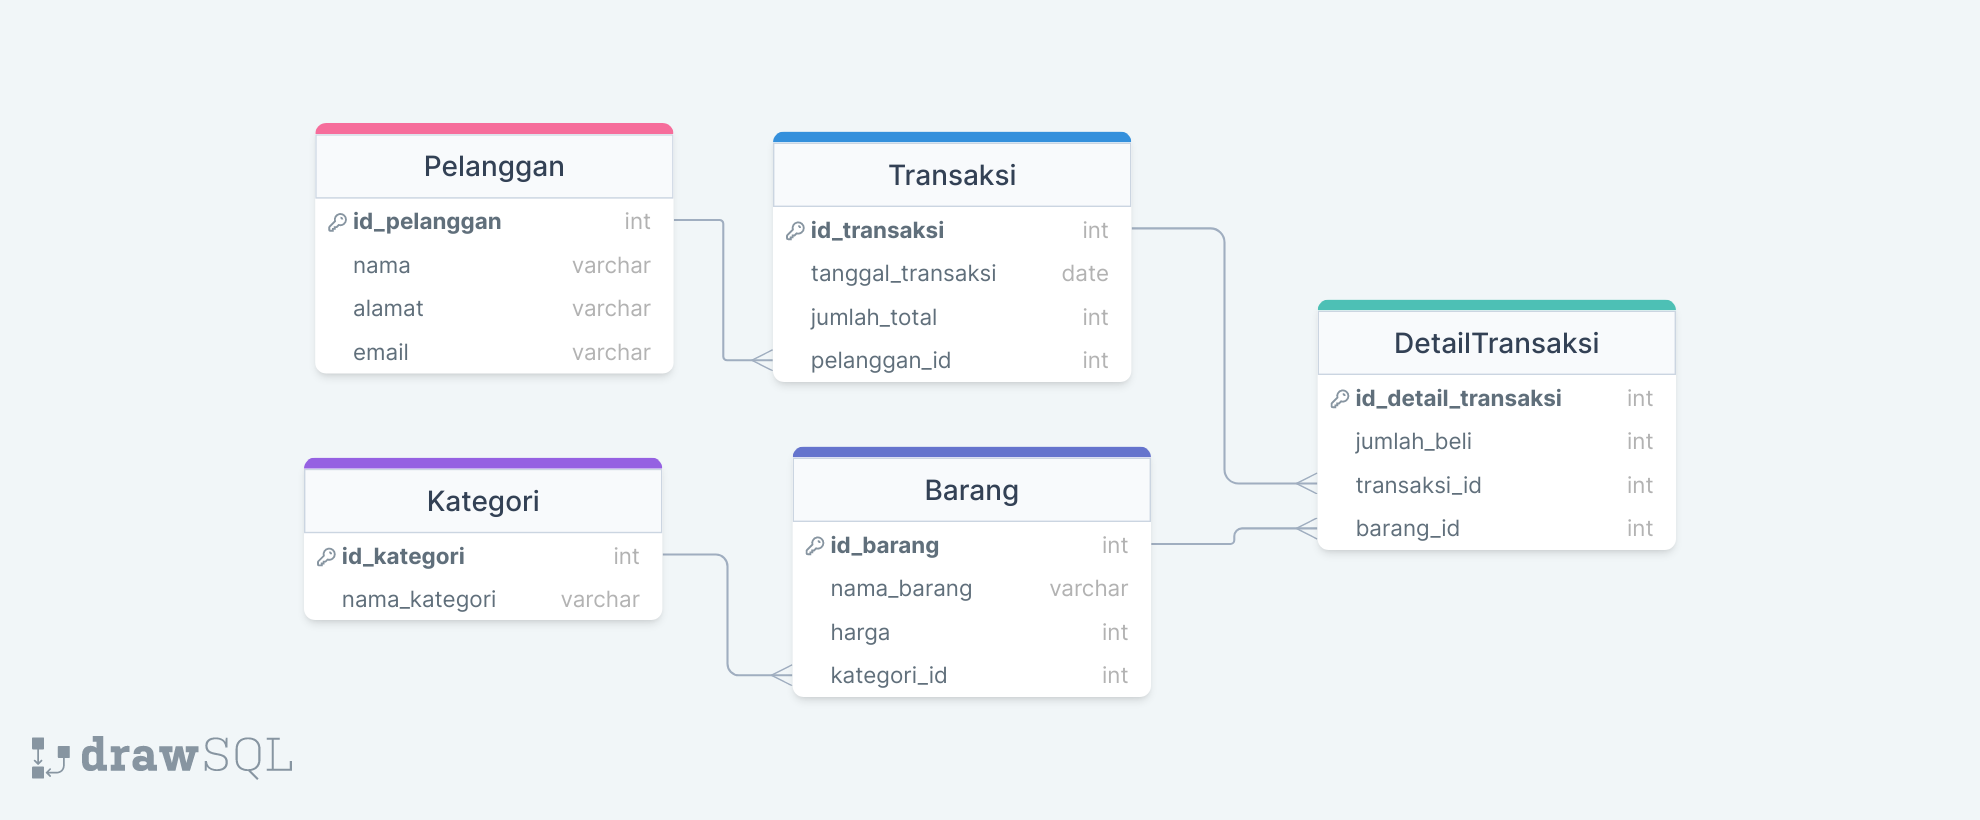 Pelanggan
id_pelanggan int
nama varchar
alamat varchar
email varchar
Transaksi
id_transaksi int
tanggal_transaksi date
jumlah_total int
pelanggan_id int
DetailTransaksi
id_detail_transaksi int
jumlah_beli int
transaksi_id int
barang_id int
Kategori
id_kategori int
nama_kategori varchar
Barang
id_barang int
nama_barang varchar
harga int
kategori_id int
drawSQL